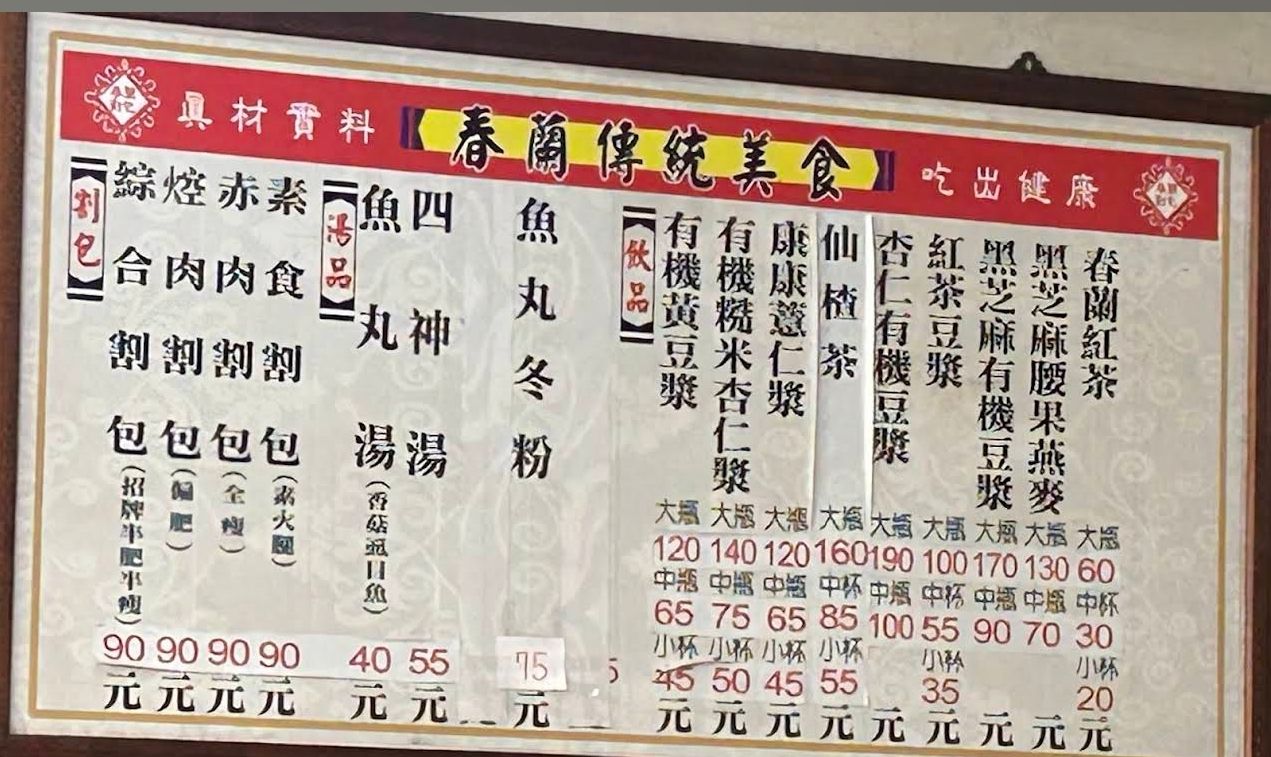 真材實料
春蘭傳統美食
吃出健康
割包
綜合割包(招牌半肥半瘦)90元
焢肉割包(偏肥)90元
赤肉割包(全瘦)90元
素食割包(素火腿)90元
湯品
魚丸湯(香菇虱目魚)40元
四神湯55元
魚丸冬粉75元
飲品
有機黃豆漿 大瓶120 中瓶65 小杯45元
有機糙米杏仁漿 大瓶140 中瓶75 小杯50元
康康薏仁漿 大瓶120 中瓶65 小杯45元
仙楂茶 大瓶160 中杯85 小杯55元
杏仁有機豆漿 大瓶190 中瓶100元
紅茶豆漿 大瓶100 中杯55 小杯35元
黑芝麻有機豆漿 大瓶170 中瓶90元
黑芝麻腰果燕麥 大瓶130 中瓶70元
春蘭紅茶 大瓶60 中杯30 小杯20元